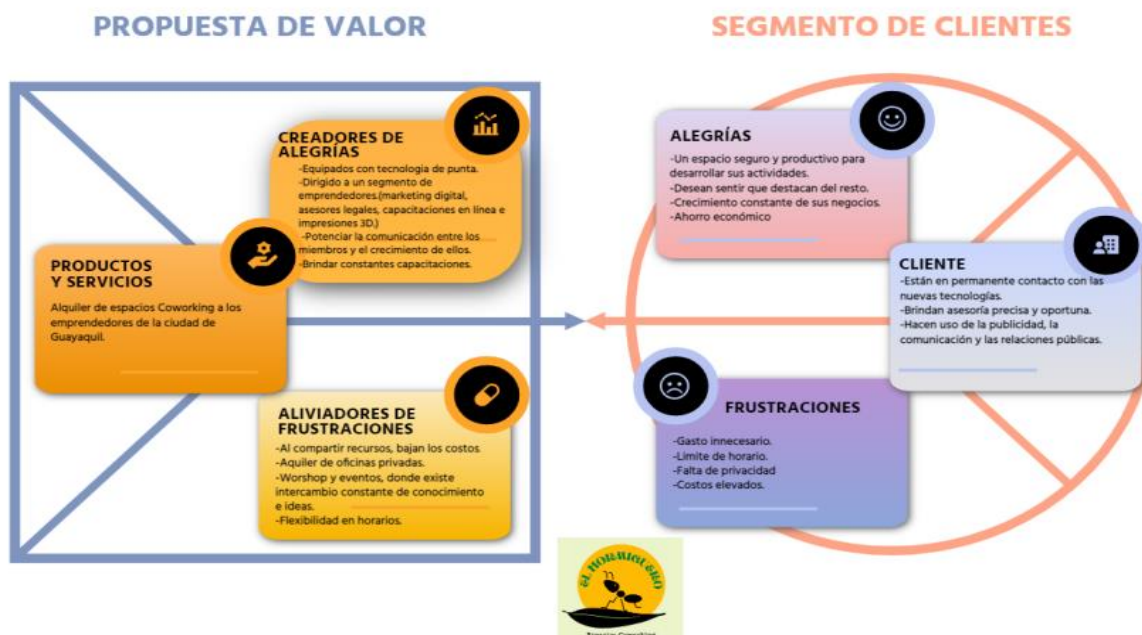 PROPUESTA DE VALOR
CREADORES DE
ALEGRÍAS
-Equipados con tecnologia de punta.
-Dirigido a un segmento de
emprendedores.(marketing digital,
asesores legales, capacitaciones en línea e
impresiones 3D.)
-Potenciar la comunicación entre los
miembros y el crecimiento de ellos.
-Brindar constantes capacitaciones.
PRODUCTOS
Y SERVICIOS
Alquiler de espacios Coworking a los
emprendedores de la ciudad de
Guayaquil.
ALIVIADORES DE
FRUSTRACIONES
-Al compartir recursos, bajan los costos.
-Aquiler de oficinas privadas.
-Worshop y eventos, donde existe
intercambio constante de conocimiento
e ideas.
-Flexibilidad en horarios.
SEGMENTO DE CLIENTES
ALEGRÍAS
-Un espacio seguro y productivo para
desarrollar sus actividades.
-Desean sentir que destacan del resto.
-Crecimiento constante de sus negocios.
-Ahorro económico
CLIENTE
-Están en permanente contacto con las
nuevas tecnologías.
-Brindan asesoría precisa y oportuna.
-Hacen uso de la publicidad, la
comunicación y las relaciones públicas.
FRUSTRACIONES
-Gasto innecesario.
-Limite de horario.
-Falta de privacidad
-Costos elevados.
EL HORMIGUERO